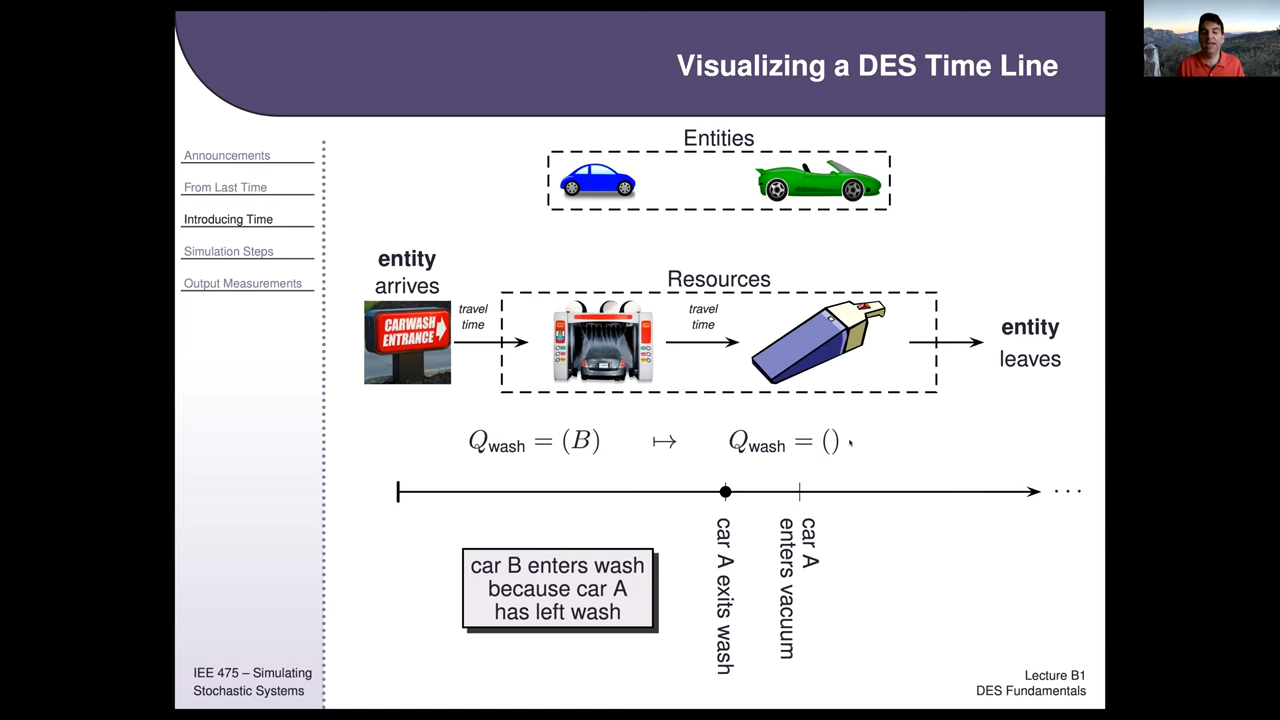 Visualizing a DES Time Line
Announcements
From Last Time
Introducing Time
Simulation Steps
Output Measurements
Entities
entity
arrives
CARWASH
ENTRANCE
travel
time
Resources
travel
time
entity
leaves
Q_wash = (B) ↦ Q_wash = ()
...
car A exits wash
car A
enters vacuum
car B enters wash
because car A
has left wash
IEE 475 – Simulating
Stochastic Systems
Lecture B1
DES Fundamentals